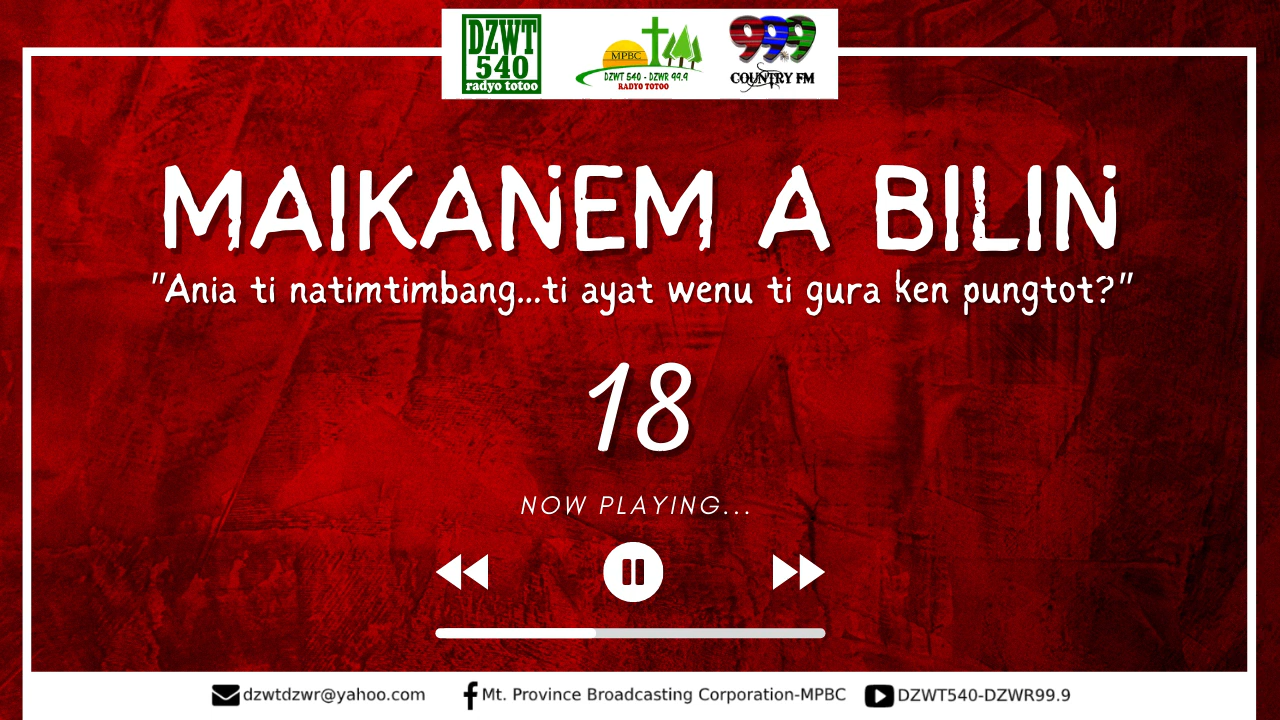 DZWT
540
radyo totoo
MPBC
DZWT 540 - DZWR 99.9
RADYO TOTOO
99.9
COUNTRY FM
MAIKANEM A BILIN
"Ania ti natimtimbang...ti ayat wenu ti gura ken pungtot?"
18
NOW PLAYING...
dzwtdzwr@yahoo.com
Mt. Province Broadcasting Corporation-MPBC
DZWT540-DZWR99.9